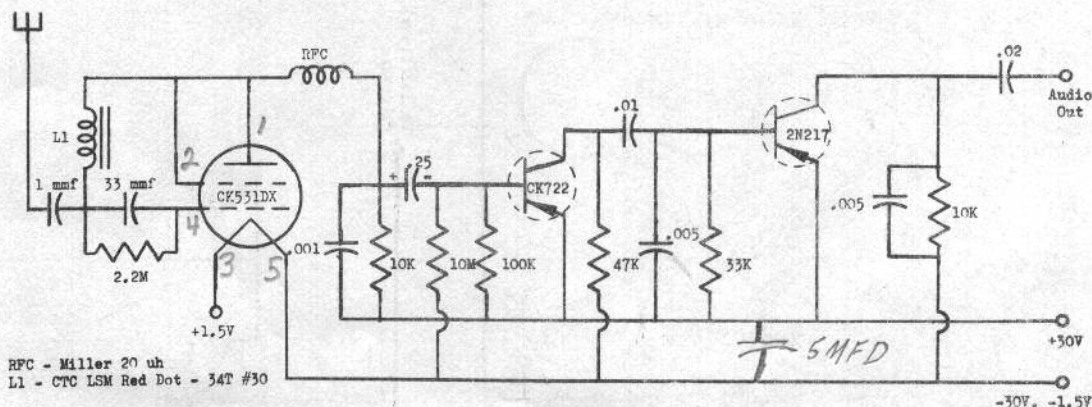 RFC
.02
Audio
Out
1
.01
L1
2
2N217
1 mmf
33 mmf
.25
+
-
CK531DX
CK722
4
.005
10K
2.2M
3
5
.001
10K
10M
100K
47K
.005
33K
+1.5V
+30V
5MFD
RFC - Miller 20 uh
L1 - CTC LSM Red Dot - 34T #30
-30V, -1.5V